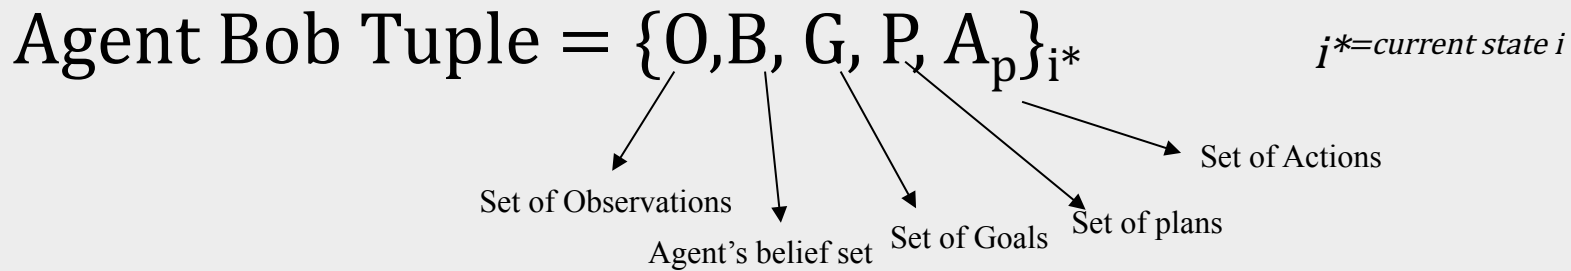 Agent Bob Tuple = {O,B, G, P, Aₚ}ᵢ* i*=current state i
Set of Actions
Set of Observations
Set of plans
Agent’s belief set
Set of Goals